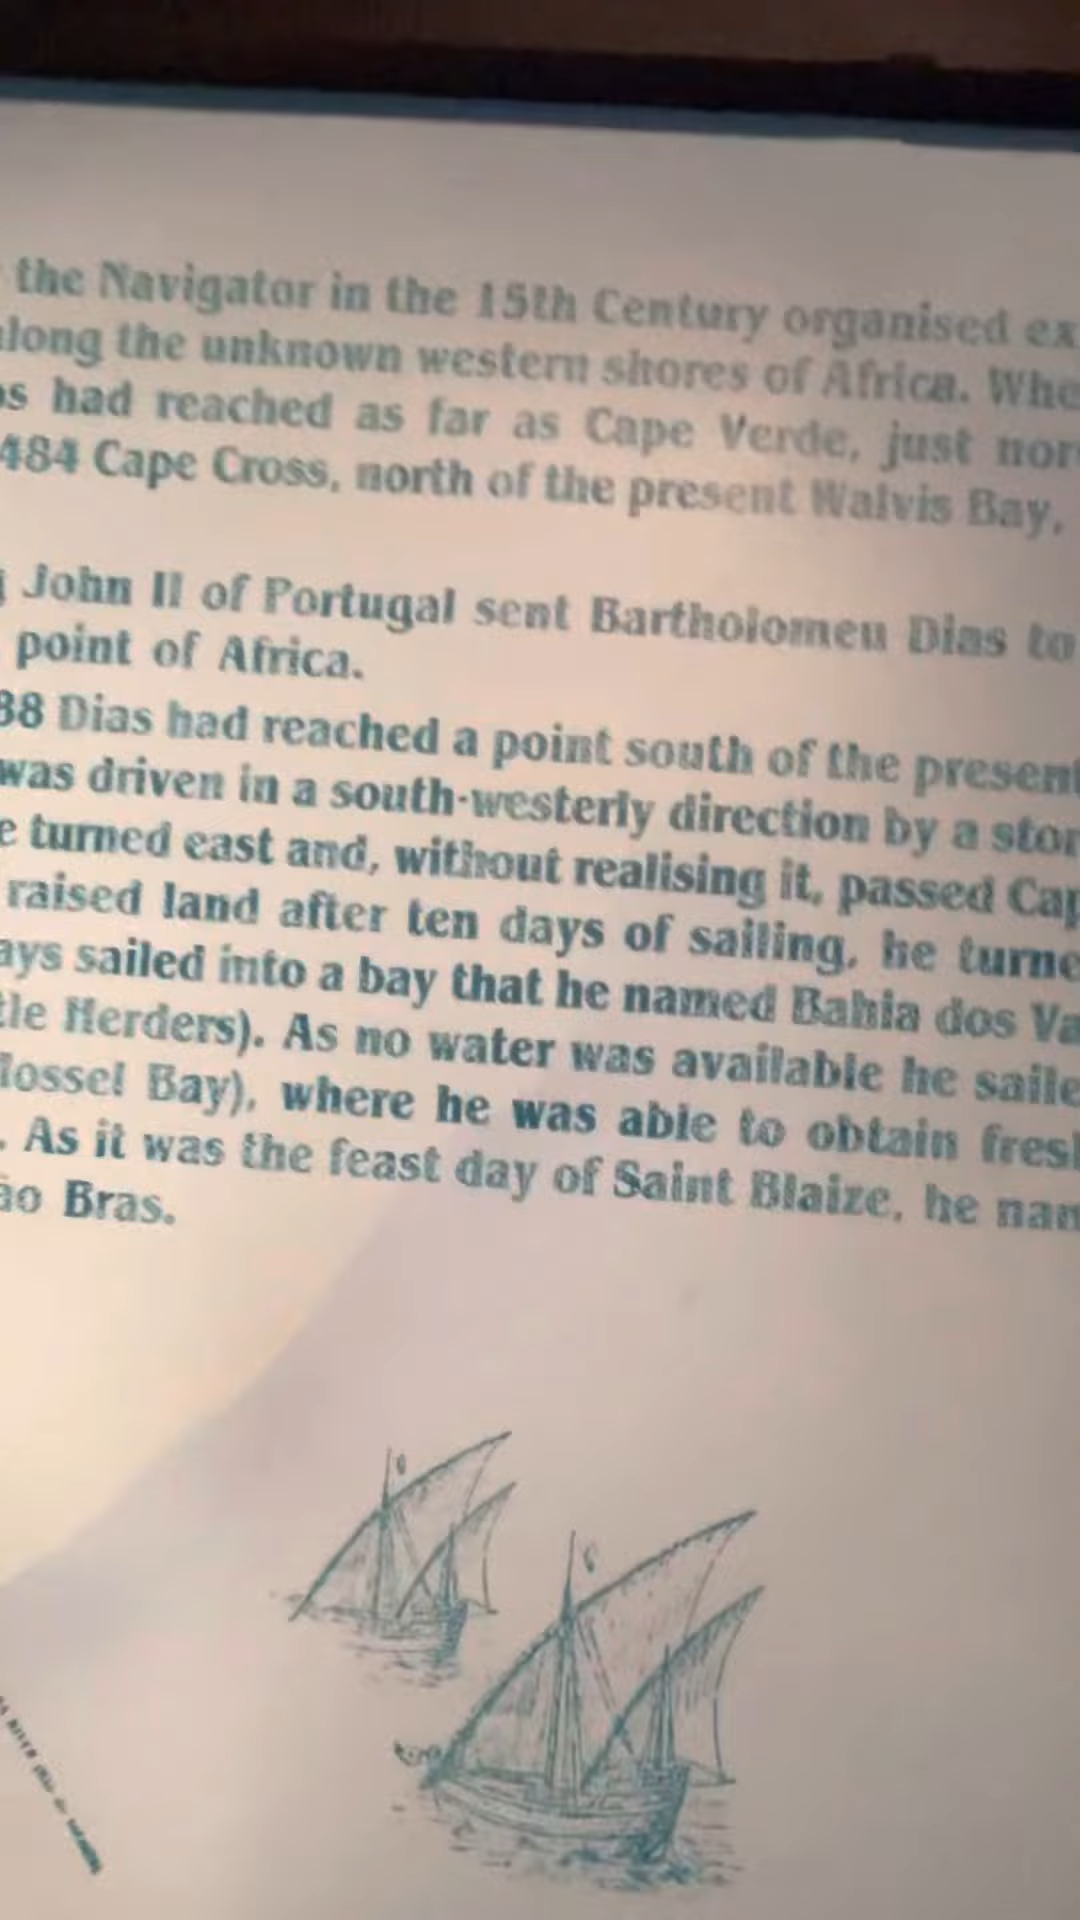 the Navigator in the 15th Century organised ex
along the unknown western shores of Africa. Whe
ps had reached as far as Cape Verde, just nor
484 Cape Cross, north of the present Walvis Bay,
John II of Portugal sent Bartholomeu Dias to
point of Africa.
88 Dias had reached a point south of the present
was driven in a south-westerly direction by a stor
e turned east and, without realising it, passed Cap
raised land after ten days of sailing, he turne
ays sailed into a bay that he named Bahia dos Va
tle Herders). As no water was available he saile
Mossel Bay), where he was able to obtain fresh
. As it was the feast day of Saint Blaize, he nam
ão Bras.
RIVER